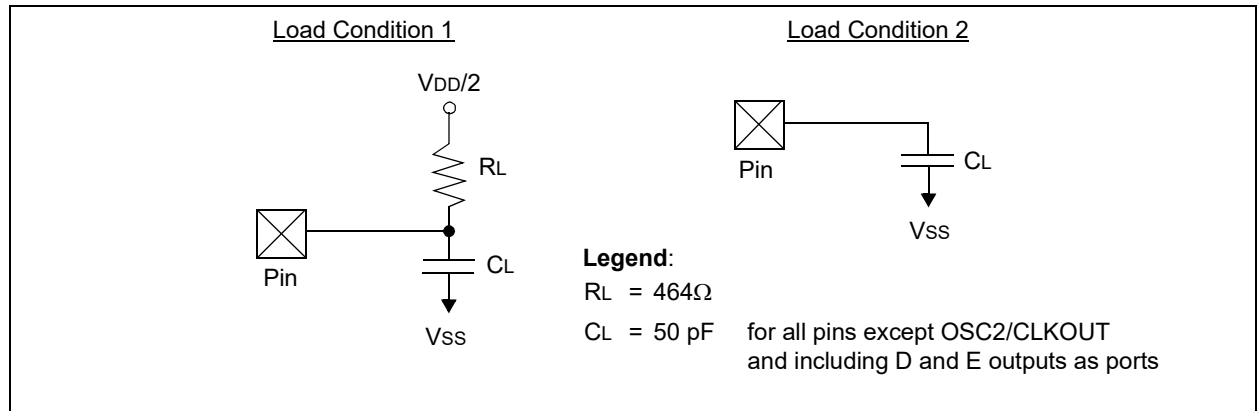 Load Condition 1
VDD/2
RL
Pin
CL
VSS
Load Condition 2
Pin
CL
VSS
Legend:
RL = 464Ω
CL = 50 pF for all pins except OSC2/CLKOUT
and including D and E outputs as ports